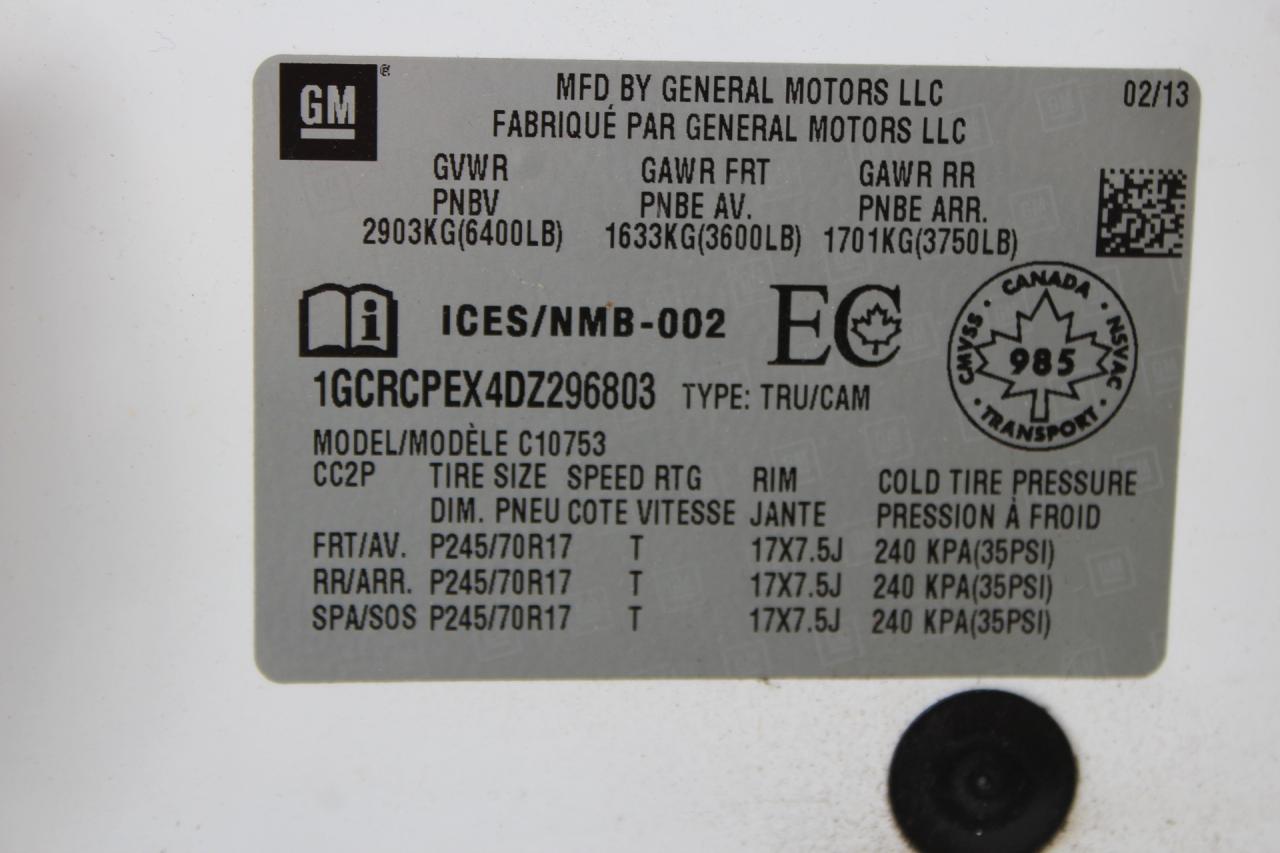 GM ®
MFD BY GENERAL MOTORS LLC
02/13
FABRIQUÉ PAR GENERAL MOTORS LLC
GVWR GAWR FRT GAWR RR
PNBV PNBE AV. PNBE ARR.
2903KG(6400LB) 1633KG(3600LB) 1701KG(3750LB)
ICES/NMB-002 EC
CANADA
CMVSS 985 NSVAC
TRANSPORT
1GCRCPEX4DZ296803 TYPE: TRU/CAM
MODEL/MODÈLE C10753
CC2P TIRE SIZE SPEED RTG RIM COLD TIRE PRESSURE
DIM. PNEU COTE VITESSE JANTE PRESSION À FROID
FRT/AV. P245/70R17 T 17X7.5J 240 KPA(35PSI)
RR/ARR. P245/70R17 T 17X7.5J 240 KPA(35PSI)
SPA/SOS P245/70R17 T 17X7.5J 240 KPA(35PSI)